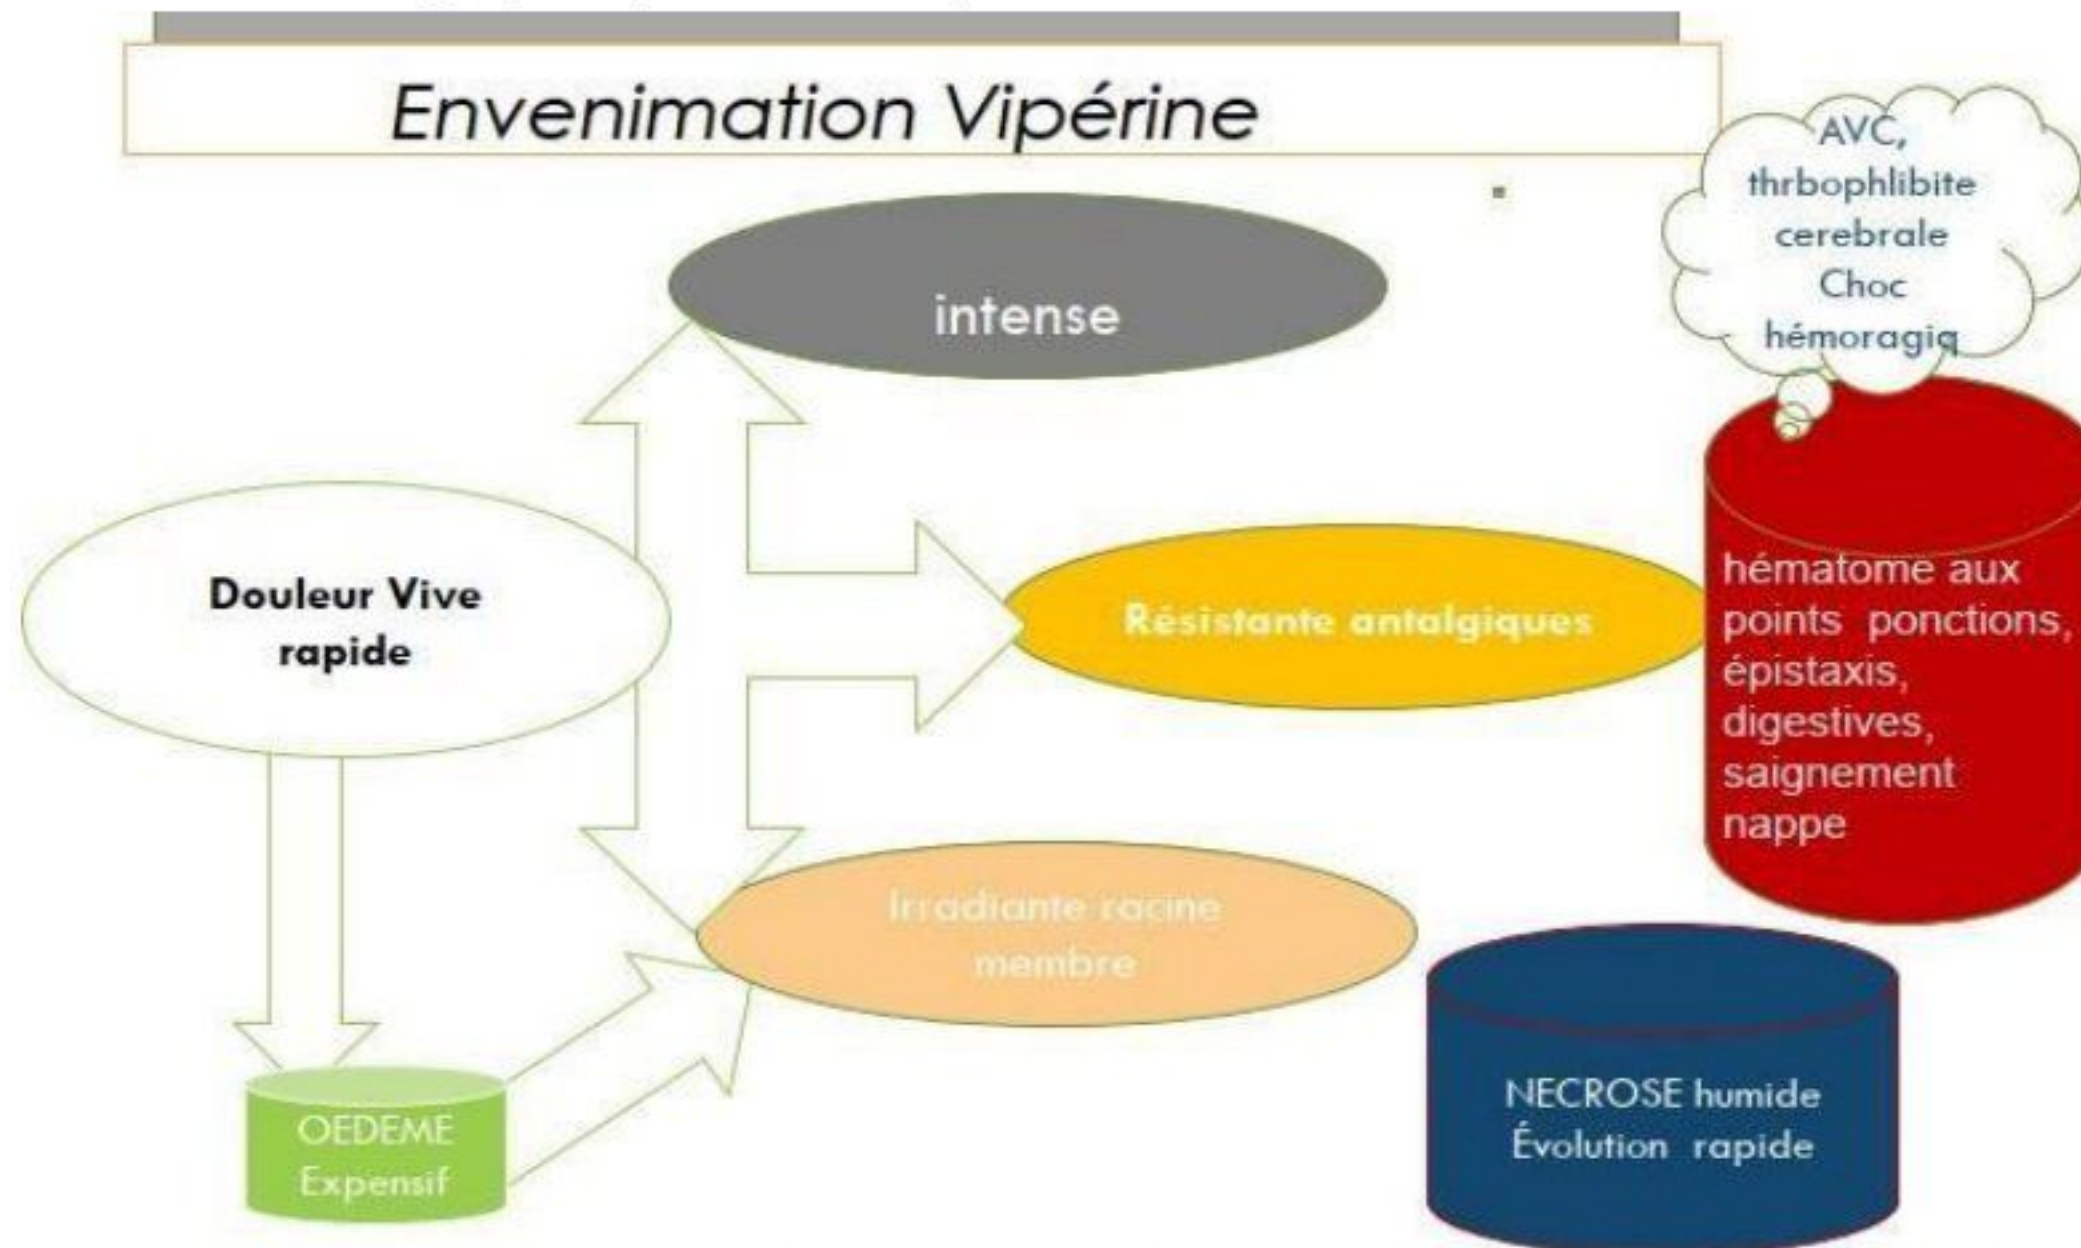 Envenimation Vipérine
AVC,
thrbophlibite
cerebrale
Choc
hémoragiq
intense
Douleur Vive
rapide
Résistante antalgiques
hématome aux
points ponctions,
épistaxis,
digestives,
saignement
nappe
Irradiante racine
membre
OEDEME
Expensif
NECROSE humide
Évolution rapide